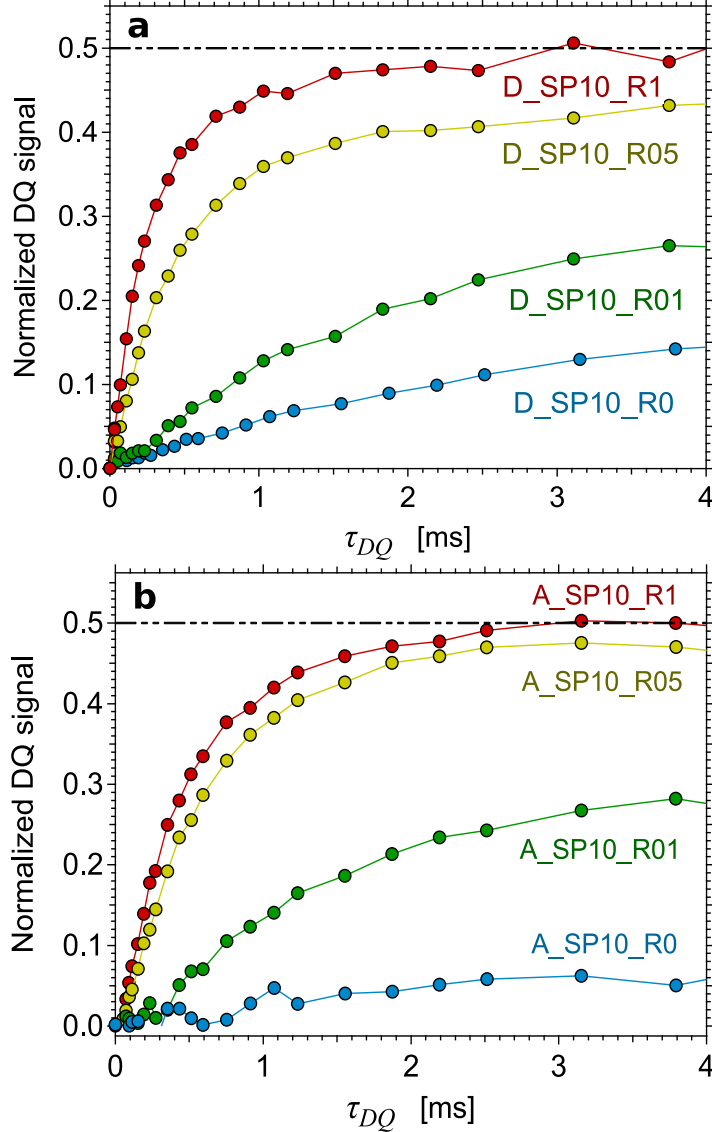 a
0.5
0.4
0.3
0.2
0.1
0.0
Normalized DQ signal
D_SP10_R1
D_SP10_R05
D_SP10_R01
D_SP10_R0
0 1 2 3 4
τDQ [ms]
b
0.5
0.4
0.3
0.2
0.1
0.0
Normalized DQ signal
A_SP10_R1
A_SP10_R05
A_SP10_R01
A_SP10_R0
0 1 2 3 4
τDQ [ms]